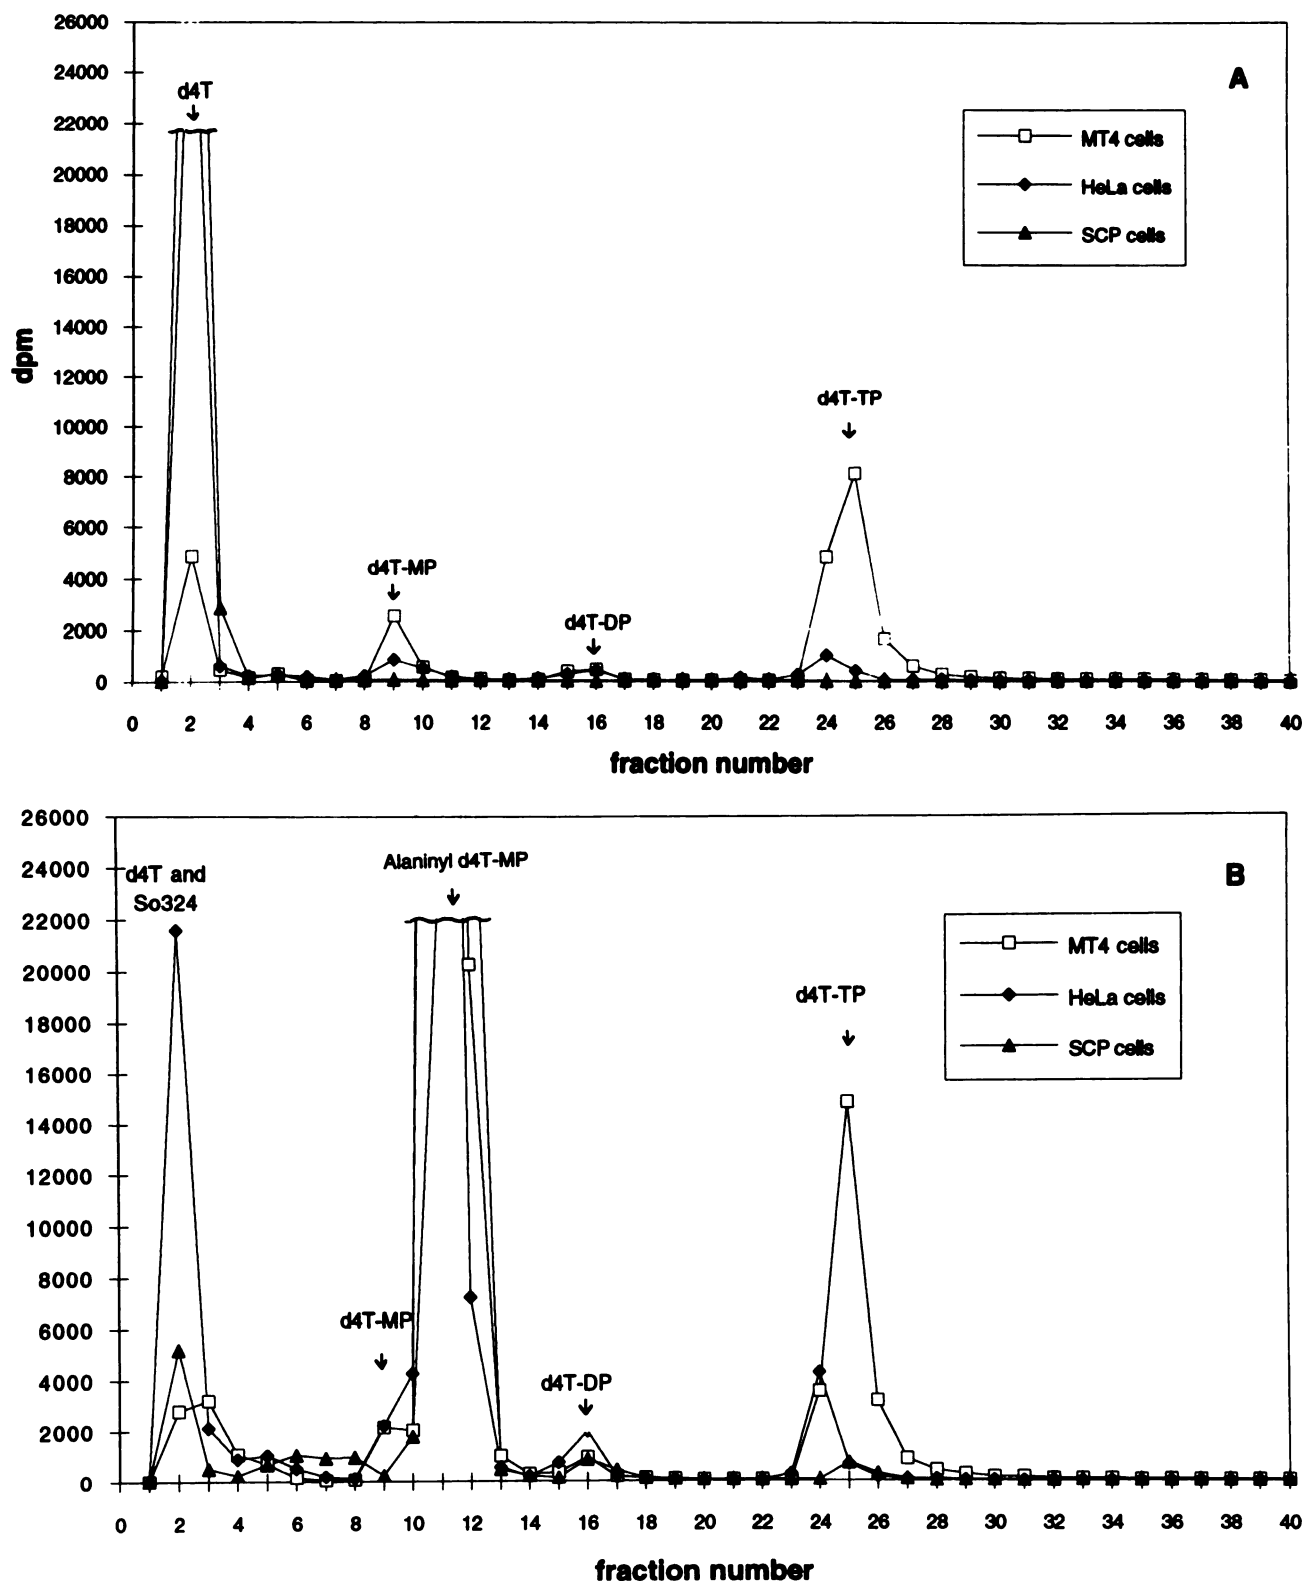 26000
A
24000
d4T
22000
MT4 cells
20000
HeLa cells
18000
SCP cells
16000
14000
dpm
12000
d4T-TP
10000
8000
6000
d4T-MP
4000
d4T-DP
2000
0
0 2 4 6 8 10 12 14 16 18 20 22 24 26 28 30 32 34 36 38 40
fraction number
26000
Alaninyl d4T-MP
B
24000
d4T and
So324
22000
MT4 cells
20000
d4T-TP
HeLa cells
18000
SCP cells
16000
14000
12000
10000
8000
d4T-MP
6000
d4T-DP
4000
2000
0
0 2 4 6 8 10 12 14 16 18 20 22 24 26 28 30 32 34 36 38 40
fraction number